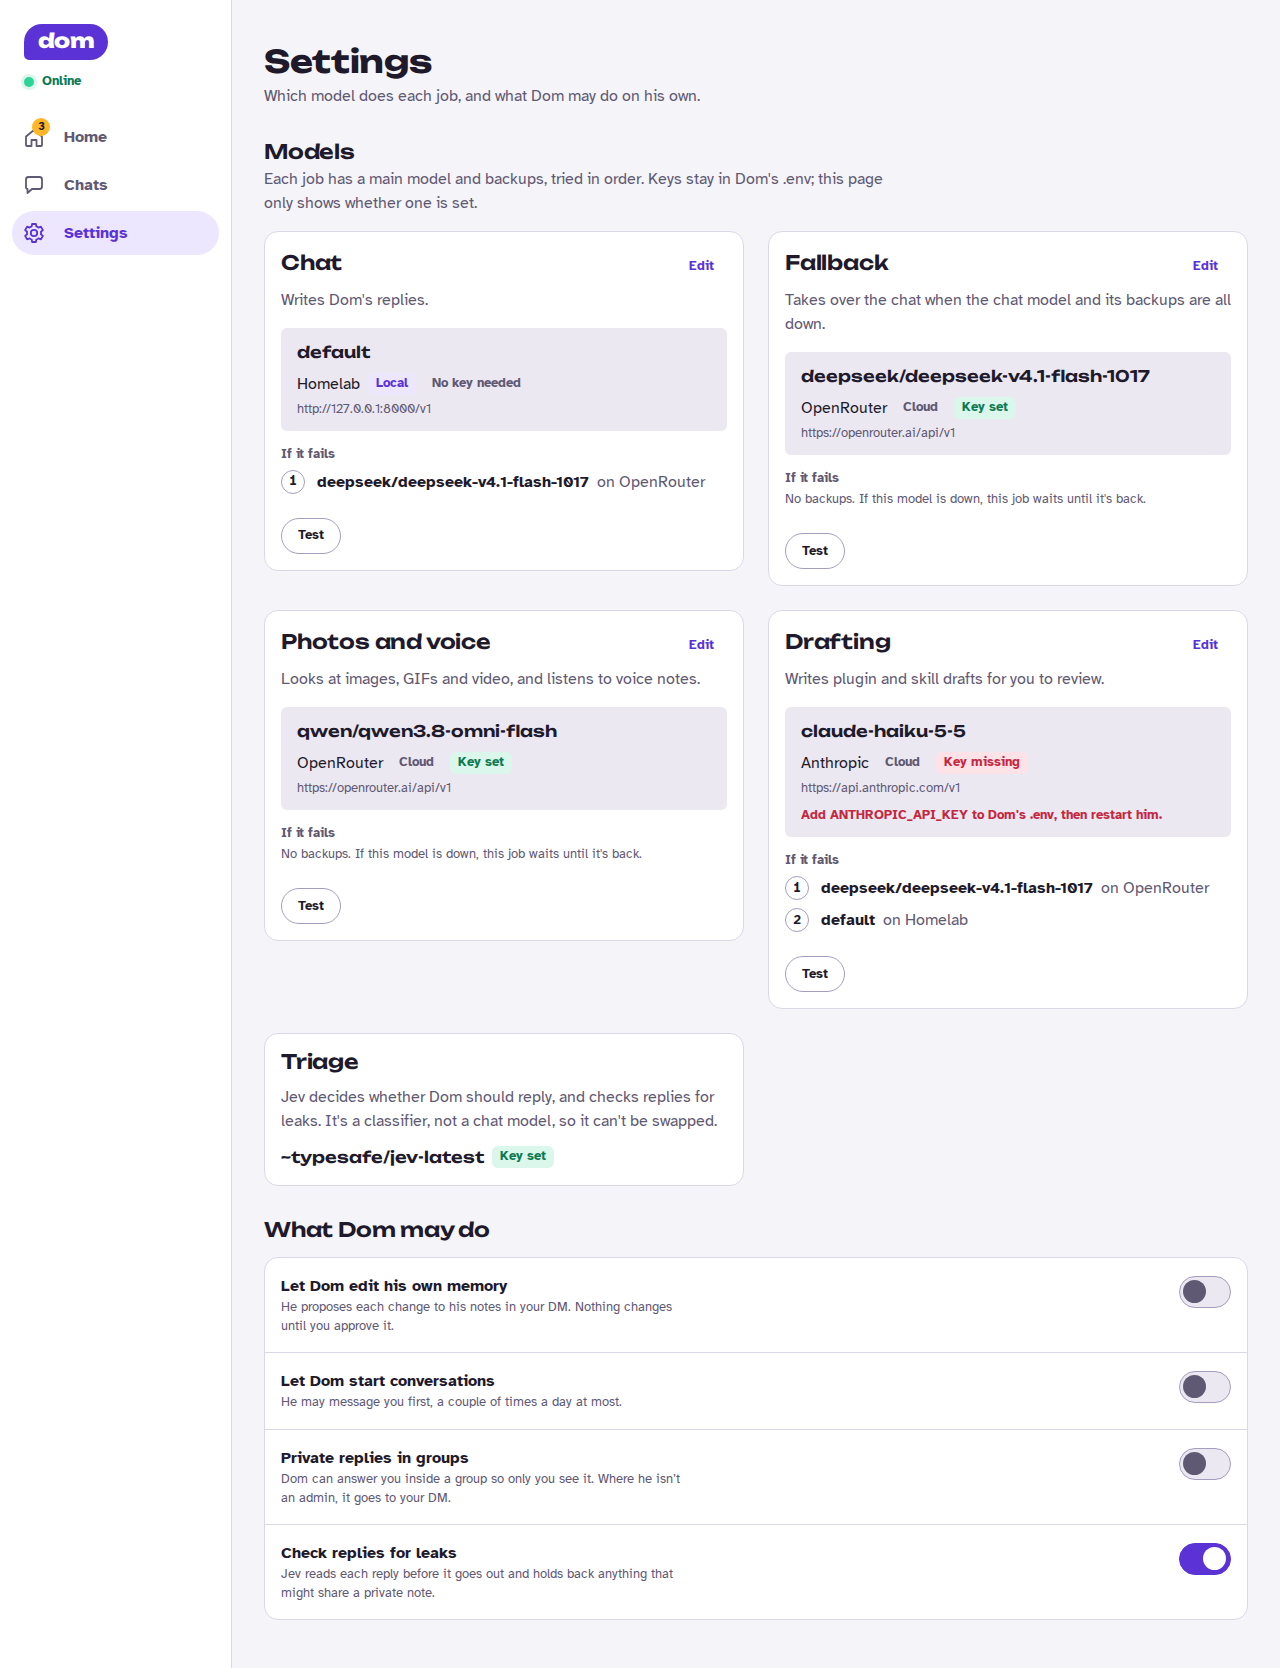 dom
Online
3
Home
Chats
Settings
Settings
Which model does each job, and what Dom may do on his own.
Models
Each job has a main model and backups, tried in order. Keys stay in Dom's .env; this page
only shows whether one is set.
Chat
Edit
Writes Dom's replies.
default
Homelab Local No key needed
http://127.0.0.1:8000/v1
If it fails
1 deepseek/deepseek-v4.1-flash-1017 on OpenRouter
Test
Fallback
Edit
Takes over the chat when the chat model and its backups are all
down.
deepseek/deepseek-v4.1-flash-1017
OpenRouter Cloud Key set
https://openrouter.ai/api/v1
If it fails
No backups. If this model is down, this job waits until it's back.
Test
Photos and voice
Edit
Looks at images, GIFs and video, and listens to voice notes.
qwen/qwen3.8-omni-flash
OpenRouter Cloud Key set
https://openrouter.ai/api/v1
If it fails
No backups. If this model is down, this job waits until it's back.
Test
Drafting
Edit
Writes plugin and skill drafts for you to review.
claude-haiku-5-5
Anthropic Cloud Key missing
https://api.anthropic.com/v1
Add ANTHROPIC_API_KEY to Dom's .env, then restart him.
If it fails
1 deepseek/deepseek-v4.1-flash-1017 on OpenRouter
2 default on Homelab
Test
Triage
Jev decides whether Dom should reply, and checks replies for
leaks. It's a classifier, not a chat model, so it can't be swapped.
~typesafe/jev-latest Key set
What Dom may do
Let Dom edit his own memory
He proposes each change to his notes in your DM. Nothing changes
until you approve it.
Let Dom start conversations
He may message you first, a couple of times a day at most.
Private replies in groups
Dom can answer you inside a group so only you see it. Where he isn't
an admin, it goes to your DM.
Check replies for leaks
Jev reads each reply before it goes out and holds back anything that
might share a private note.